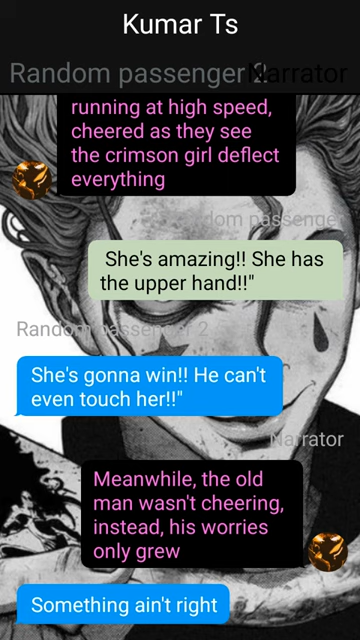 Kumar Ts
Random passenger 2
Narrator
running at high speed,
cheered as they see
the crimson girl deflect
everything
dom passenger
She's amazing!! She has
the upper hand!!"
Random passenger 2
She's gonna win!! He can't
even touch her!!"
Narrator
Meanwhile, the old
man wasn't cheering,
instead, his worries
only grew
Something ain't right